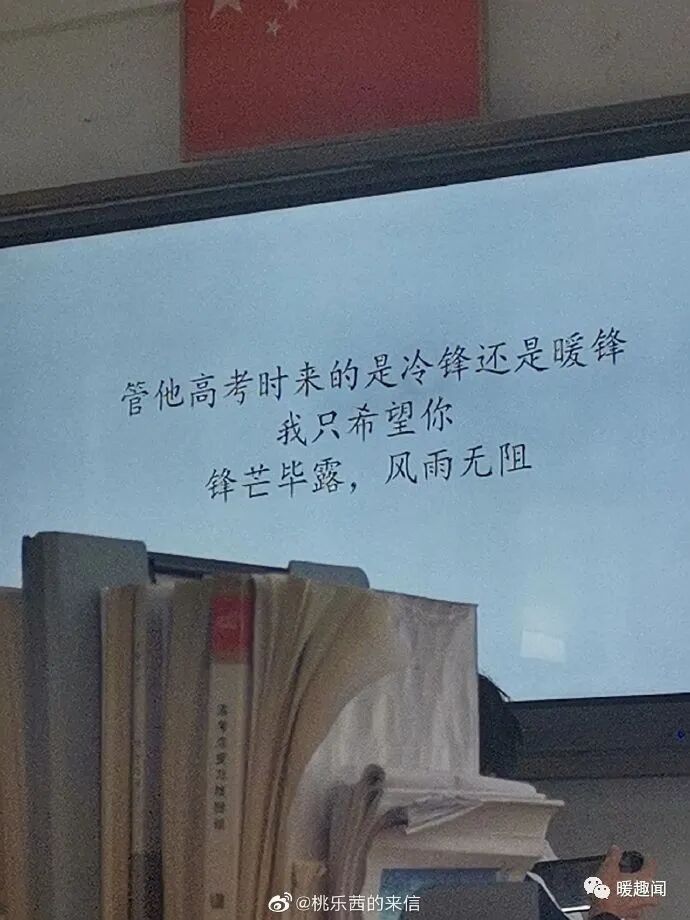 管他高考时来的是冷锋还是暖锋
我只希望你
锋芒毕露，风雨无阻
@桃乐茜的来信
暖趣闻